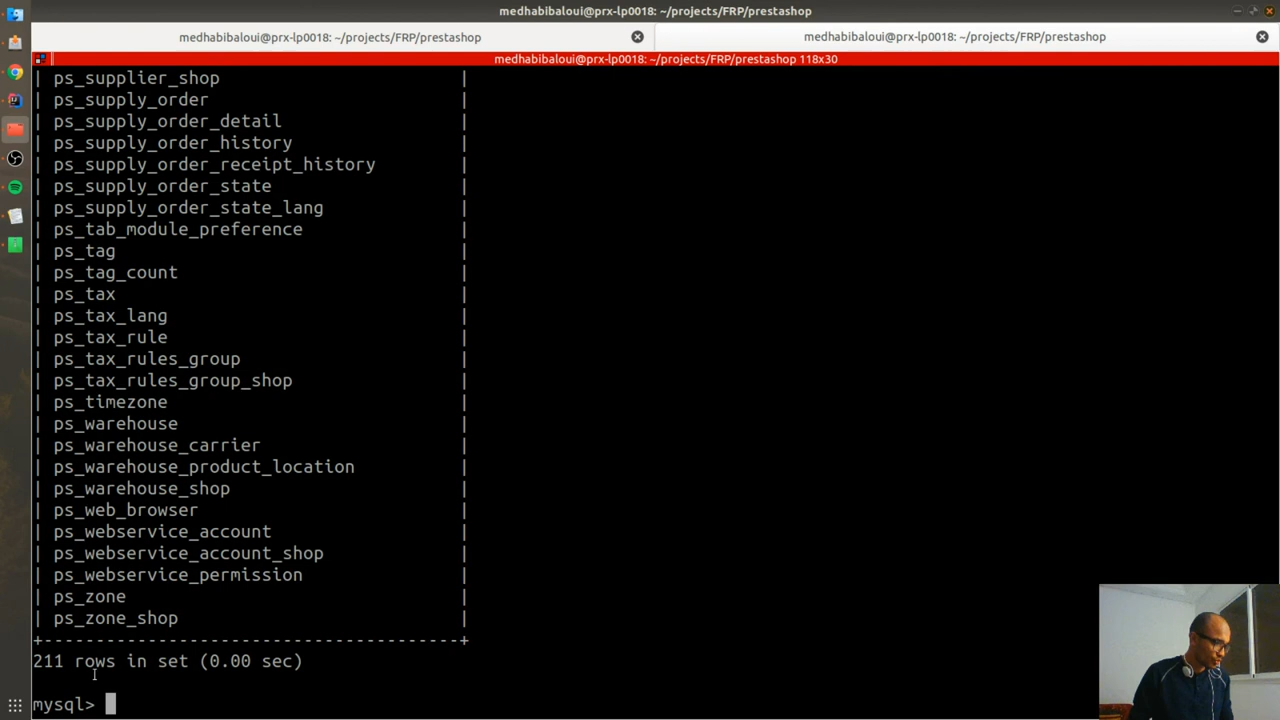 medhabibaloui@prx-lp0018: ~/projects/FRP/prestashop
medhabibaloui@prx-lp0018: ~/projects/FRP/prestashop
medhabibaloui@prx-lp0018: ~/projects/FRP/prestashop
medhabibaloui@prx-lp0018: ~/projects/FRP/prestashop 118x30
| ps_supplier_shop |
| ps_supply_order |
| ps_supply_order_detail |
| ps_supply_order_history |
| ps_supply_order_receipt_history |
| ps_supply_order_state |
| ps_supply_order_state_lang |
| ps_tab_module_preference |
| ps_tag |
| ps_tag_count |
| ps_tax |
| ps_tax_lang |
| ps_tax_rule |
| ps_tax_rules_group |
| ps_tax_rules_group_shop |
| ps_timezone |
| ps_warehouse |
| ps_warehouse_carrier |
| ps_warehouse_product_location |
| ps_warehouse_shop |
| ps_web_browser |
| ps_webservice_account |
| ps_webservice_account_shop |
| ps_webservice_permission |
| ps_zone |
| ps_zone_shop |
+-----------------------------------------+
211 rows in set (0.00 sec)
mysql>